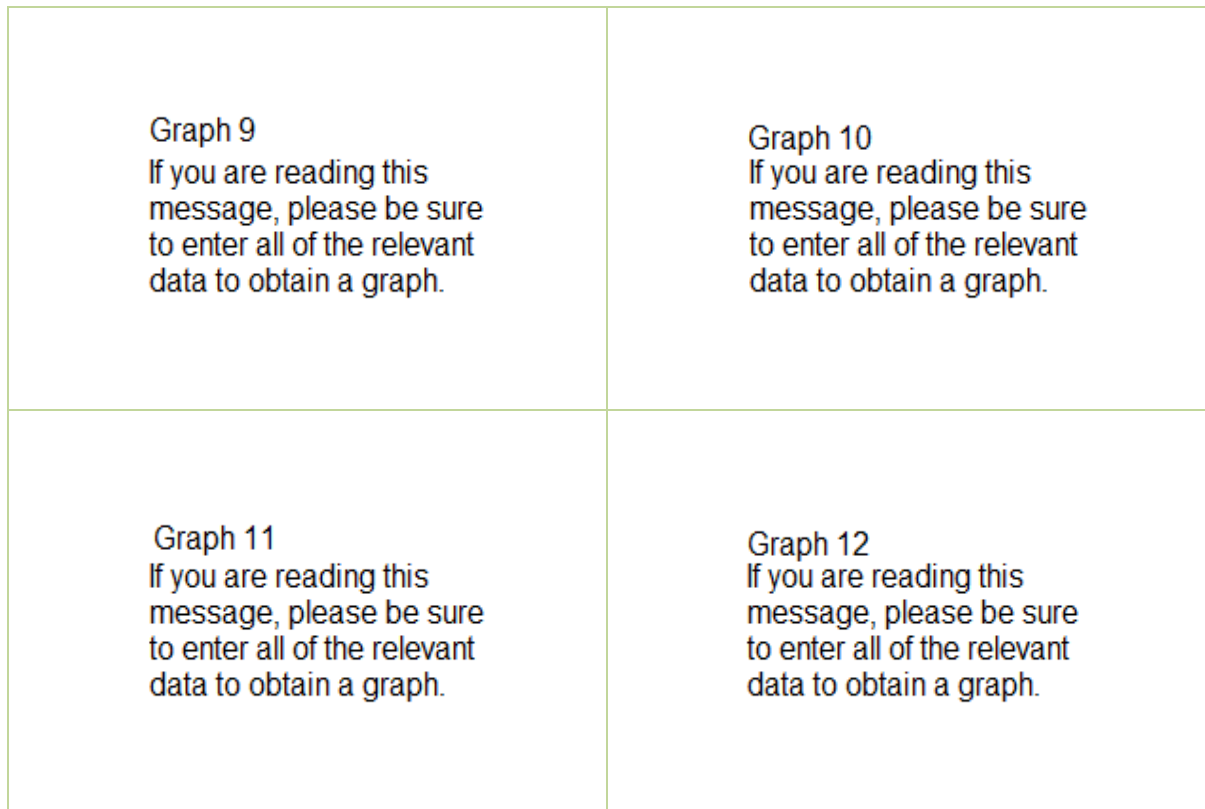 Graph 9
If you are reading this
message, please be sure
to enter all of the relevant
data to obtain a graph.
Graph 10
If you are reading this
message, please be sure
to enter all of the relevant
data to obtain a graph.
Graph 11
If you are reading this
message, please be sure
to enter all of the relevant
data to obtain a graph.
Graph 12
If you are reading this
message, please be sure
to enter all of the relevant
data to obtain a graph.